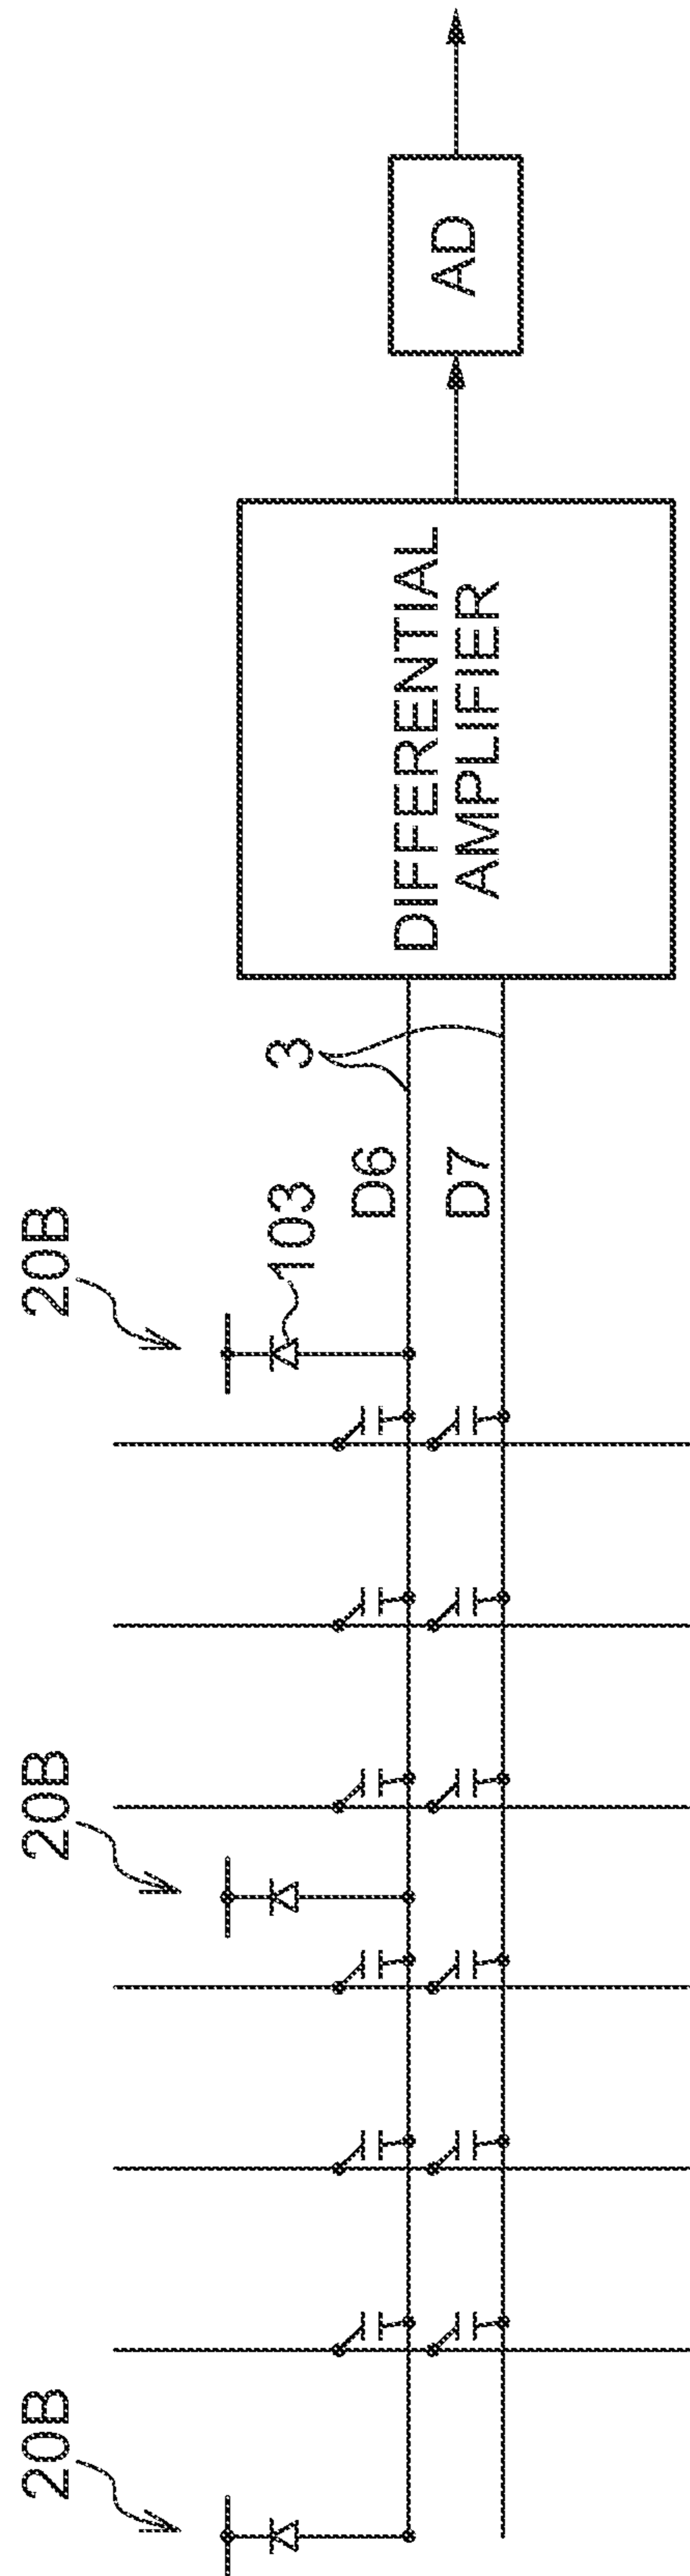 20B
20B
20B
103
3
D6
D7
DIFFERENTIAL
AMPLIFIER
AD